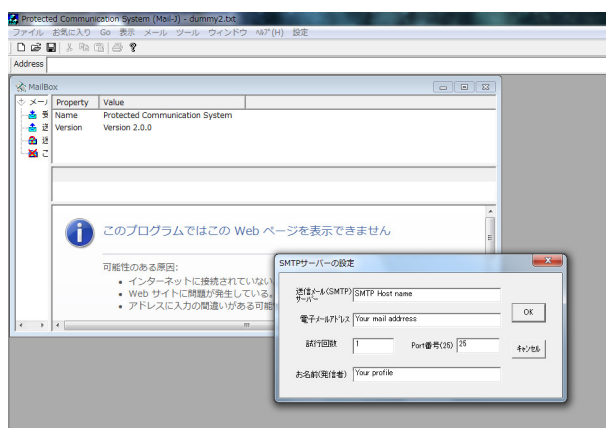 Protected Communication System (Mail-J) - dummy2.txt
ファイル お気に入り Go 表示 メール ツール ウィンドウ ﾍﾙﾌﾟ(H) 設定
Address
MailBox
メー
Property Value
受
Name Protected Communication System
送
Version Version 2.0.0
送
ご
このプログラムではこの Web ページを表示できません
可能性のある原因:
• インターネットに接続されていない
• Web サイトに問題が発生している。
• アドレスに入力の間違いがある可能
SMTPサーバーの設定
送信メール(SMTP)
サーバー
SMTP Host name
電子メールアドレス Your mail addrress
OK
試行回数 1 Port番号(25) 25
キャンセル
お名前(発信者) Your profile